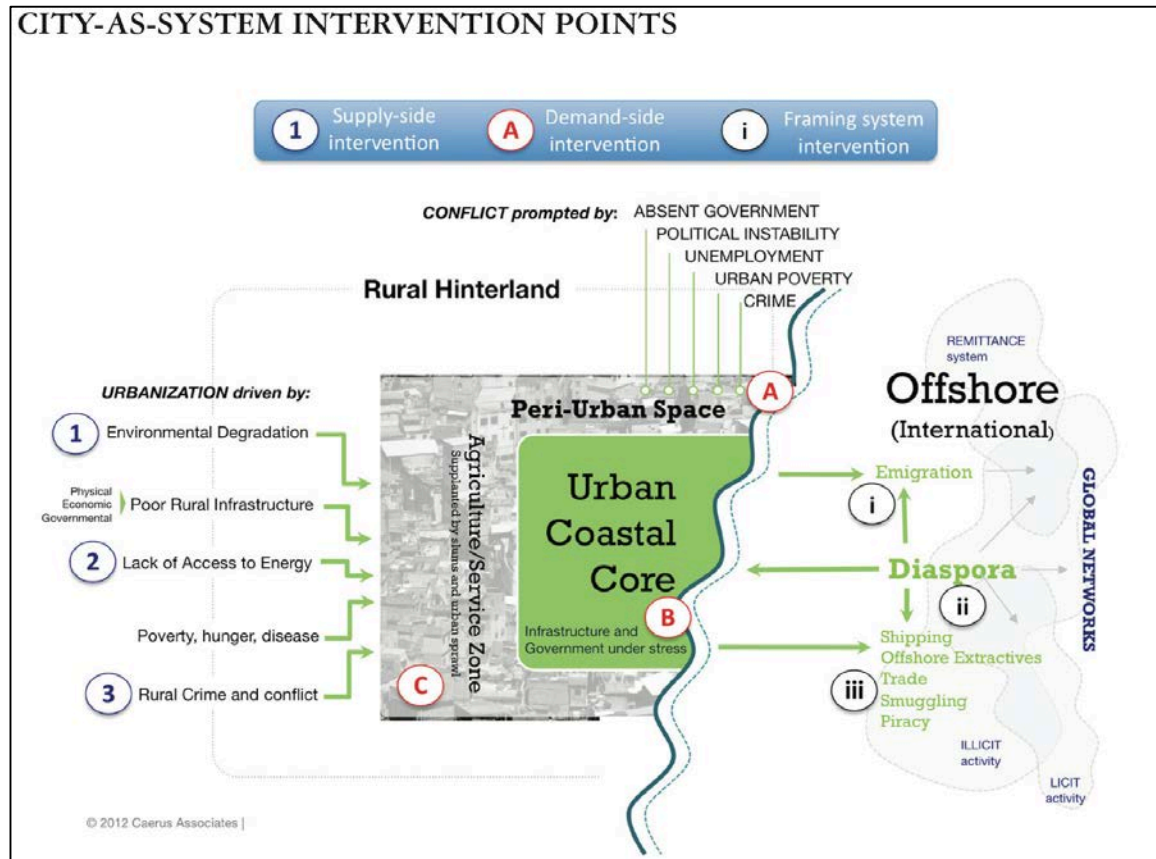 CITY-AS-SYSTEM INTERVENTION POINTS
1
Supply-side
intervention
A
Demand-side
intervention
i
Framing system
intervention
CONFLICT prompted by:
ABSENT GOVERNMENT
POLITICAL INSTABILITY
UNEMPLOYMENT
URBAN POVERTY
CRIME
Rural Hinterland
URBANIZATION driven by:
1
Environmental Degradation
Physical
Economic
Governmental
Poor Rural Infrastructure
2
Lack of Access to Energy
Poverty, hunger, disease
3
Rural Crime and conflict
Peri-Urban Space
A
Agriculture/Service Zone
Supplanted by slums and urban sprawl
C
Urban
Coastal
Core
B
Infrastructure and
Government under stress
REMITTANCE
system
Offshore
(International)
Emigration
i
Diaspora
ii
GLOBAL NETWORKS
Shipping
Offshore Extractives
Trade
Smuggling
Piracy
iii
ILLICIT
activity
LICIT
activity
© 2012 Caerus Associates |